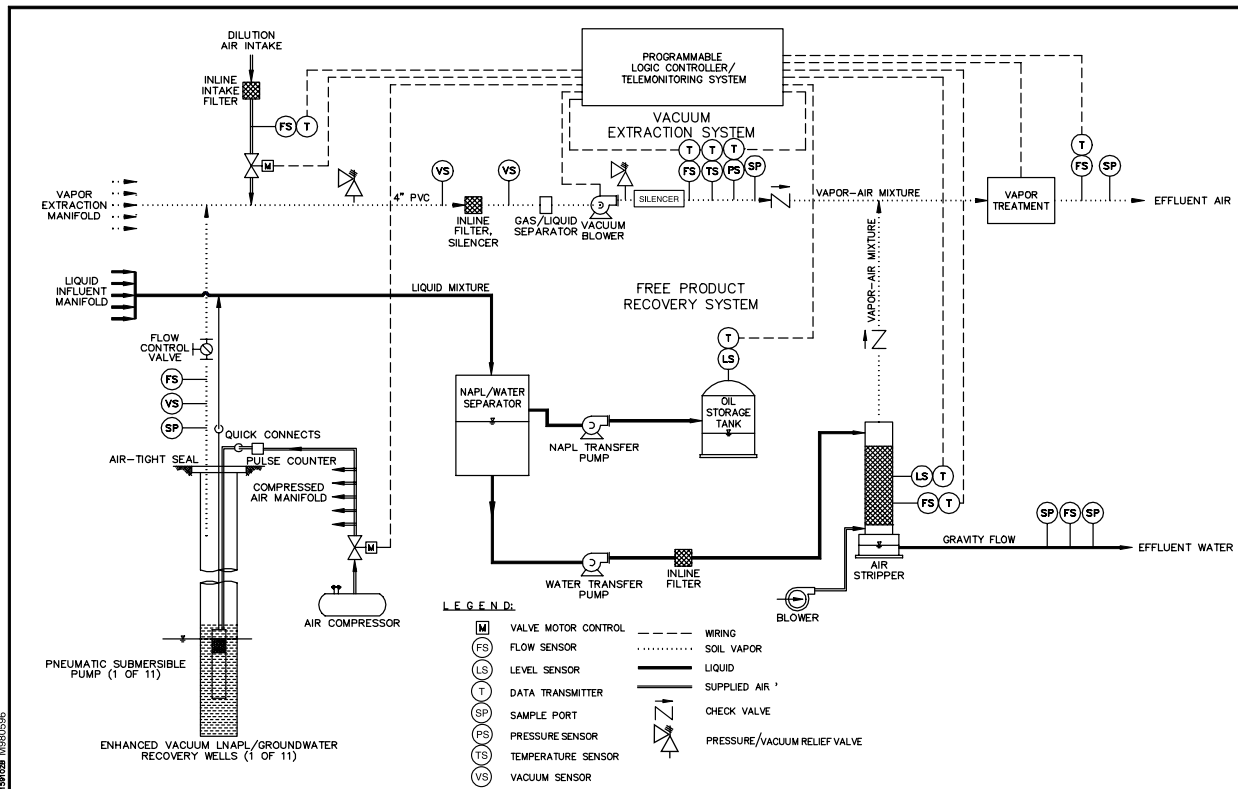 DILUTION
AIR INTAKE
INLINE
INTAKE
FILTER
FS
T
M
PROGRAMMABLE
LOGIC CONTROLLER/
TELEMONITORING SYSTEM
VACUUM
EXTRACTION SYSTEM
T
T
T
FS
TS
PS
SP
T
FS
SP
VAPOR
EXTRACTION
MANIFOLD
VS
VS
4" PVC
INLINE
FILTER,
SILENCER
GAS/LIQUID
SEPARATOR
VACUUM
BLOWER
SILENCER
VAPOR-AIR MIXTURE
VAPOR
TREATMENT
EFFLUENT AIR
LIQUID
INFLUENT
MANIFOLD
LIQUID MIXTURE
FREE PRODUCT
RECOVERY SYSTEM
VAPOR-AIR MIXTURE
FLOW
CONTROL
VALVE
FS
VS
SP
QUICK CONNECTS
PULSE COUNTER
AIR-TIGHT SEAL
COMPRESSED
AIR MANIFOLD
M
AIR COMPRESSOR
NAPL/WATER
SEPARATOR
NAPL TRANSFER
PUMP
T
LS
OIL
STORAGE
TANK
WATER TRANSFER
PUMP
INLINE
FILTER
LS
T
FS
T
BLOWER
AIR
STRIPPER
GRAVITY FLOW
SP
FS
SP
EFFLUENT WATER
PNEUMATIC SUBMERSIBLE
PUMP (1 OF 11)
ENHANCED VACUUM LNAPL/GROUNDWATER
RECOVERY WELLS (1 OF 11)
LEGEND:
M VALVE MOTOR CONTROL
FS FLOW SENSOR
LS LEVEL SENSOR
T DATA TRANSMITTER
SP SAMPLE PORT
PS PRESSURE SENSOR
TS TEMPERATURE SENSOR
VS VACUUM SENSOR
WIRING
SOIL VAPOR
LIQUID
SUPPLIED AIR '
CHECK VALVE
PRESSURE/VACUUM RELIEF VALVE
M980596